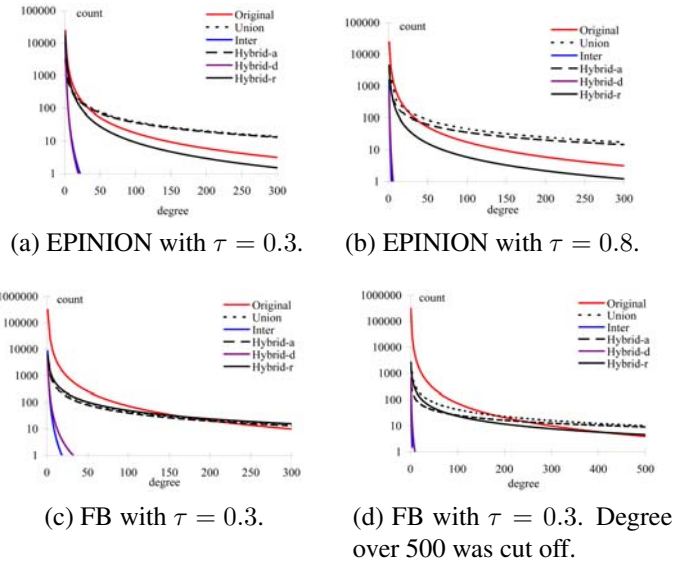 100000
10000
1000
100
10
1
count
Original
Union
Inter
Hybrid-a
Hybrid-d
Hybrid-r
0 50 100 150 200 250 300
degree
(a) EPINION with τ = 0.3.
100000
10000
1000
100
10
1
count
Original
Union
Inter
Hybrid-a
Hybrid-d
Hybrid-r
0 50 100 150 200 250 300
degree
(b) EPINION with τ = 0.8.
1000000
100000
10000
1000
100
10
1
count
Original
Union
Inter
Hybrid-a
Hybrid-d
Hybrid-r
0 50 100 150 200 250 300
degree
(c) FB with τ = 0.3.
1000000
100000
10000
1000
100
10
1
count
Original
Union
Inter
Hybrid-a
Hybrid-d
Hybrid-r
0 100 200 300 400 500
degree
(d) FB with τ = 0.3. Degree
over 500 was cut off.